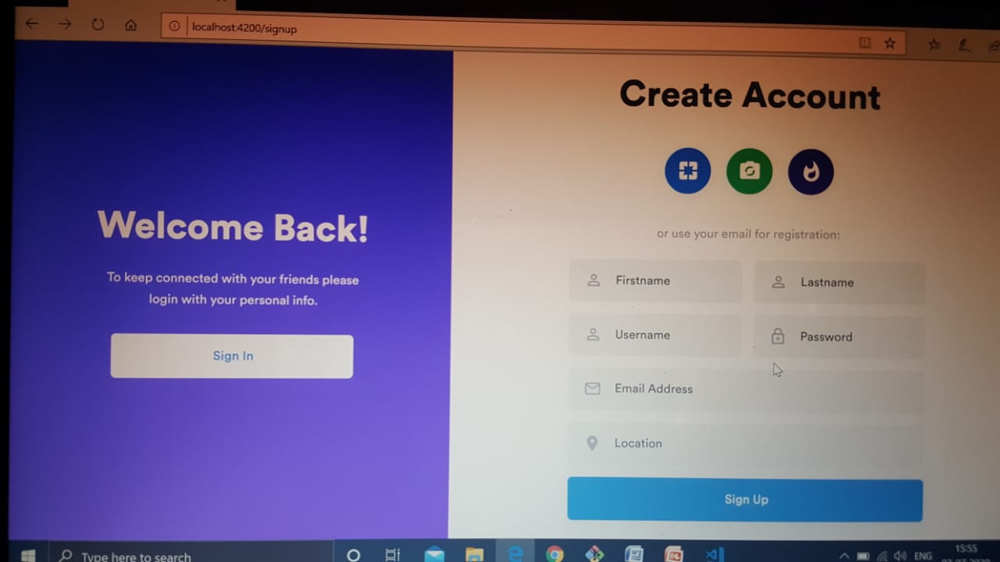 localhost:4200/signup
Create Account
Welcome Back!
To keep connected with your friends please
login with your personal info.
Sign In
or use your email for registration:
Firstname
Lastname
Username
Password
Email Address
Location
Sign Up
Type here to search
ENG
15:55